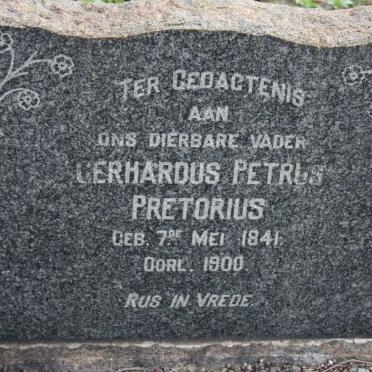 TER GEDACTENIS
AAN
ONS DIERBARE VADER
GERHARDUS PETRUS
PRETORIUS
GEB. 7DE MEI 1841.
OORL. 1900.
RUS IN VREDE.